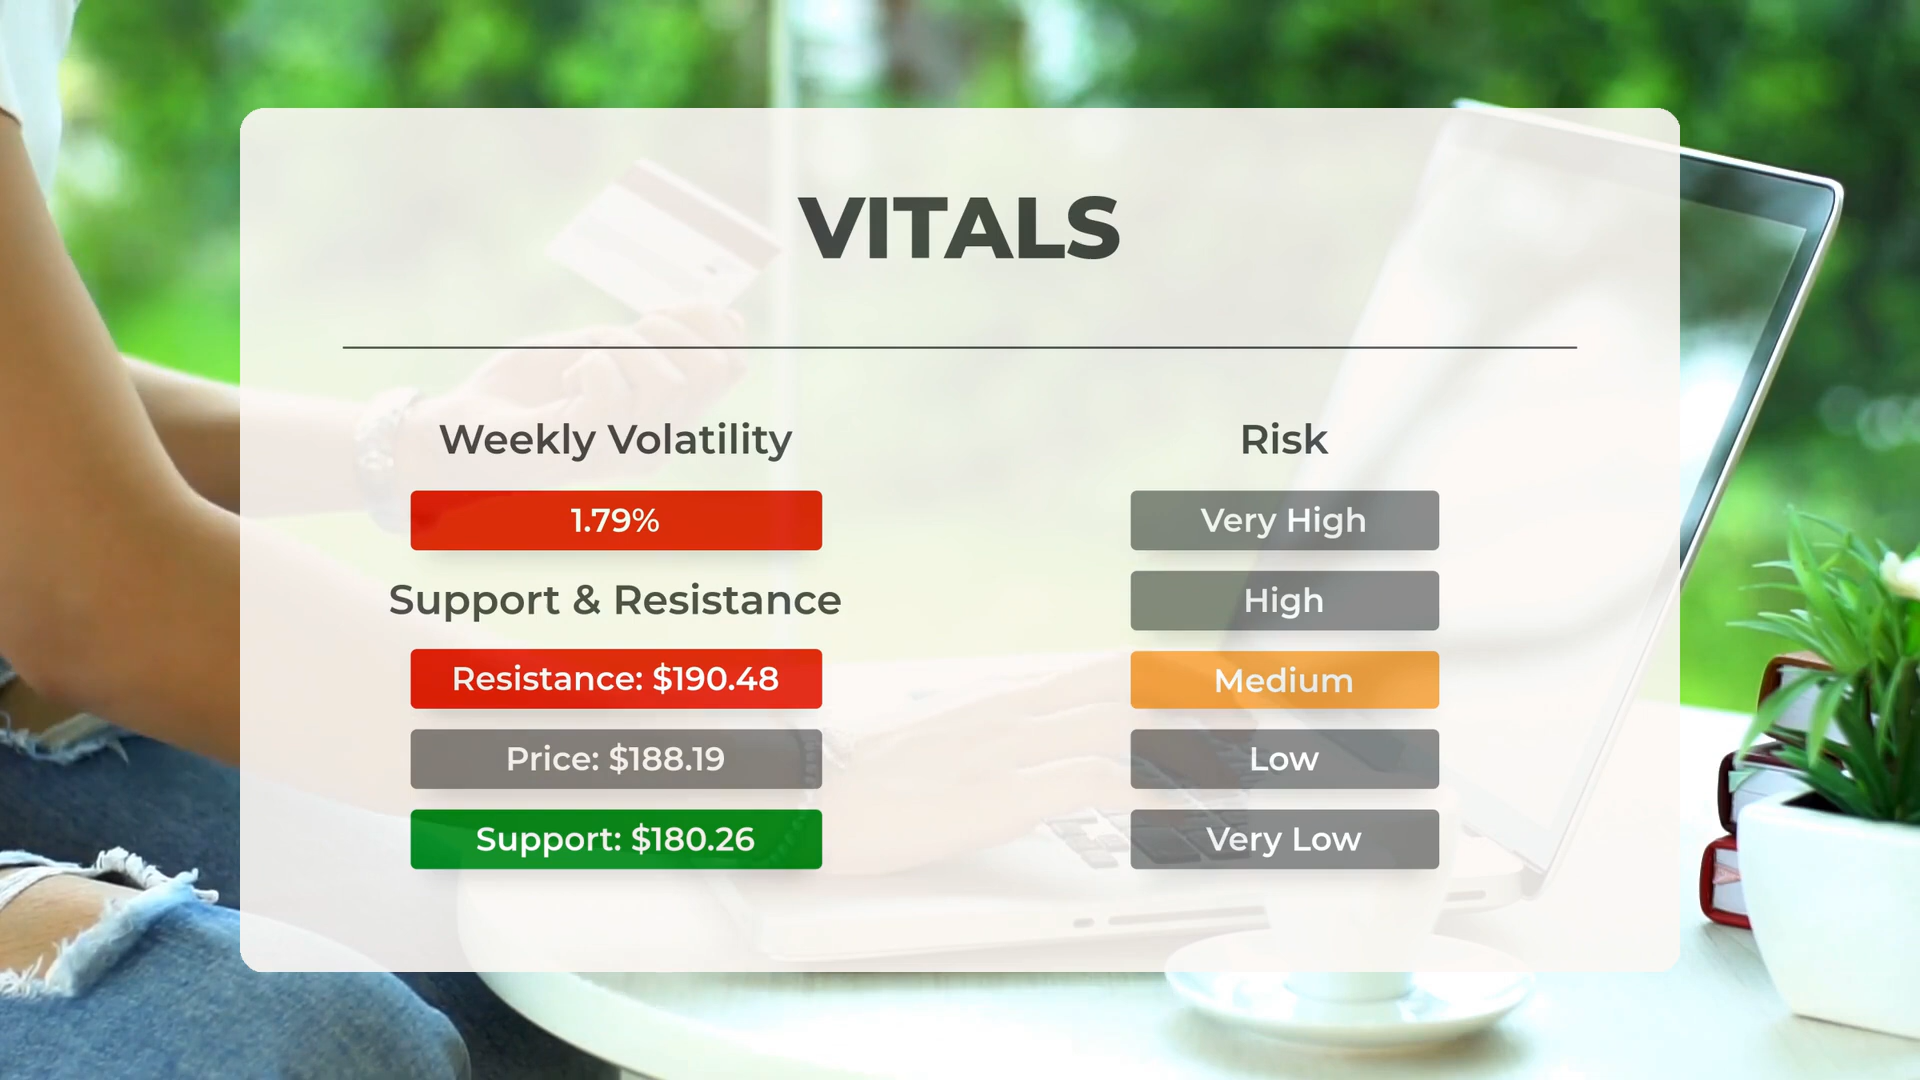 VITALS
Weekly Volatility
1.79%
Support & Resistance
Resistance: $190.48
Price: $188.19
Support: $180.26
Risk
Very High
High
Medium
Low
Very Low